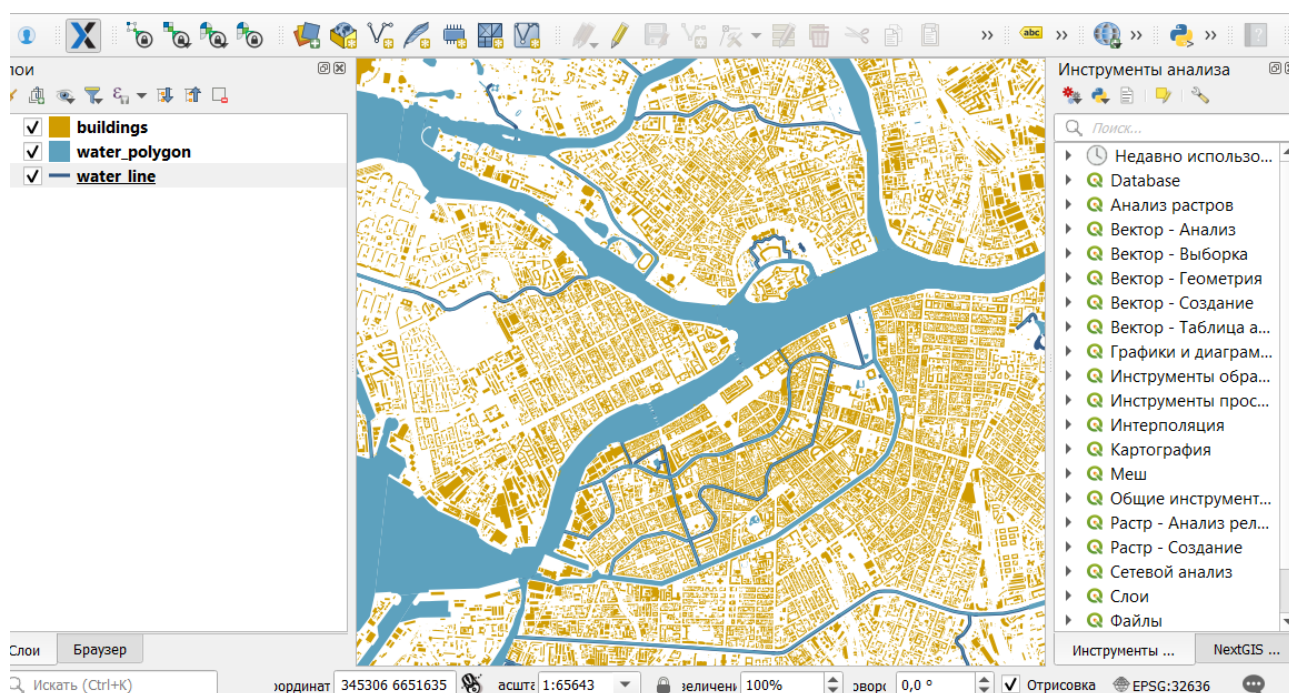 abc
лои
Инструменты анализа
Поиск...
buildings
water_polygon
water_line
Недавно использо...
Database
Анализ растров
Вектор - Анализ
Вектор - Выборка
Вектор - Геометрия
Вектор - Создание
Вектор - Таблица а...
Графики и диаграм...
Инструменты обра...
Инструменты прос...
Интерполяция
Картография
Меш
Общие инструмент...
Растр - Анализ рел...
Растр - Создание
Сетевой анализ
Слои
Файлы
Слои Браузер
Инструменты ... NextGIS ...
Искать (Ctrl+K) оординат 345306 6651635 асшта 1:65643 величени 100% оворо 0,0 ° Отрисовка EPSG:32636